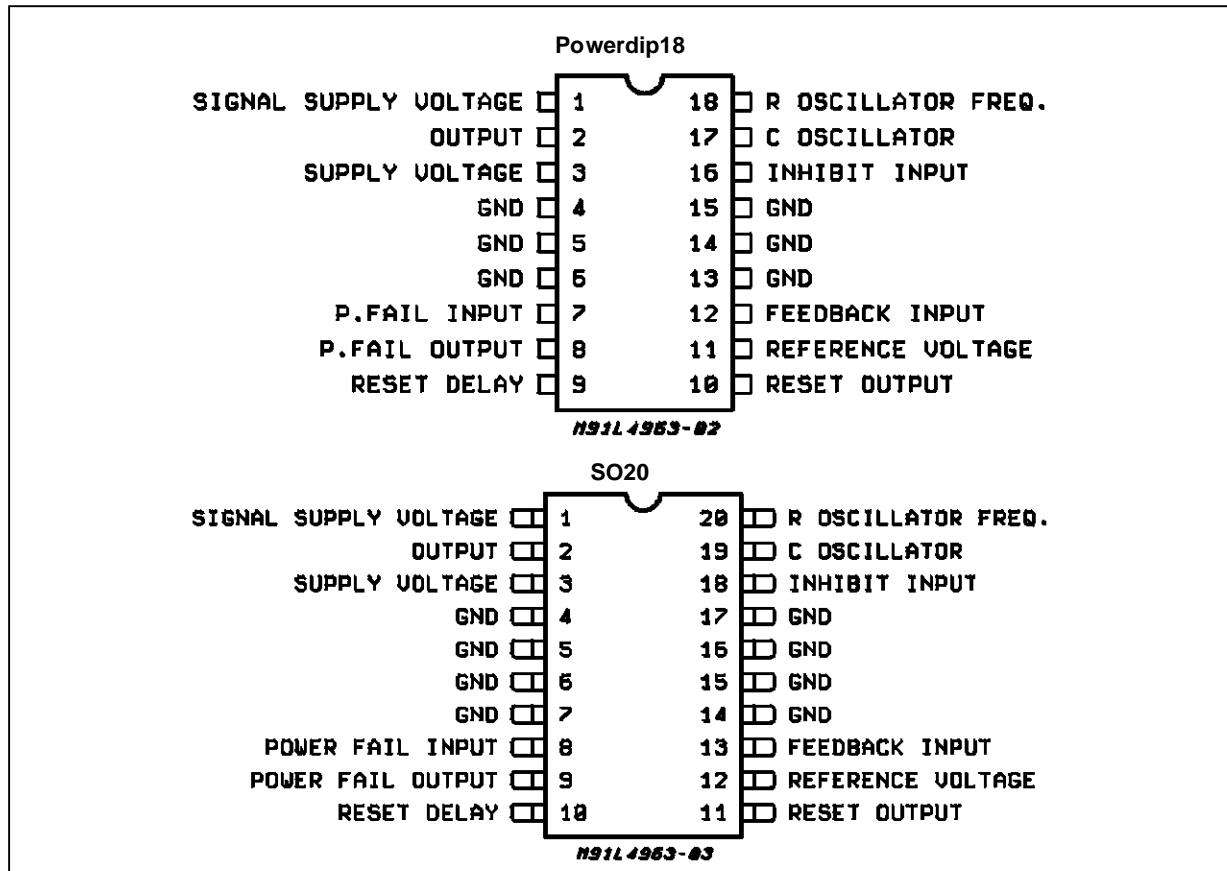 Powerdip18
SIGNAL SUPPLY VOLTAGE 1 18 R OSCILLATOR FREQ.
OUTPUT 2 17 C OSCILLATOR
SUPPLY VOLTAGE 3 16 INHIBIT INPUT
GND 4 15 GND
GND 5 14 GND
GND 6 13 GND
P.FAIL INPUT 7 12 FEEDBACK INPUT
P.FAIL OUTPUT 8 11 REFERENCE VOLTAGE
RESET DELAY 9 10 RESET OUTPUT
M91L4963-02
SO20
SIGNAL SUPPLY VOLTAGE 1 20 R OSCILLATOR FREQ.
OUTPUT 2 19 C OSCILLATOR
SUPPLY VOLTAGE 3 18 INHIBIT INPUT
GND 4 17 GND
GND 5 16 GND
GND 6 15 GND
GND 7 14 GND
POWER FAIL INPUT 8 13 FEEDBACK INPUT
POWER FAIL OUTPUT 9 12 REFERENCE VOLTAGE
RESET DELAY 10 11 RESET OUTPUT
M91L4963-03